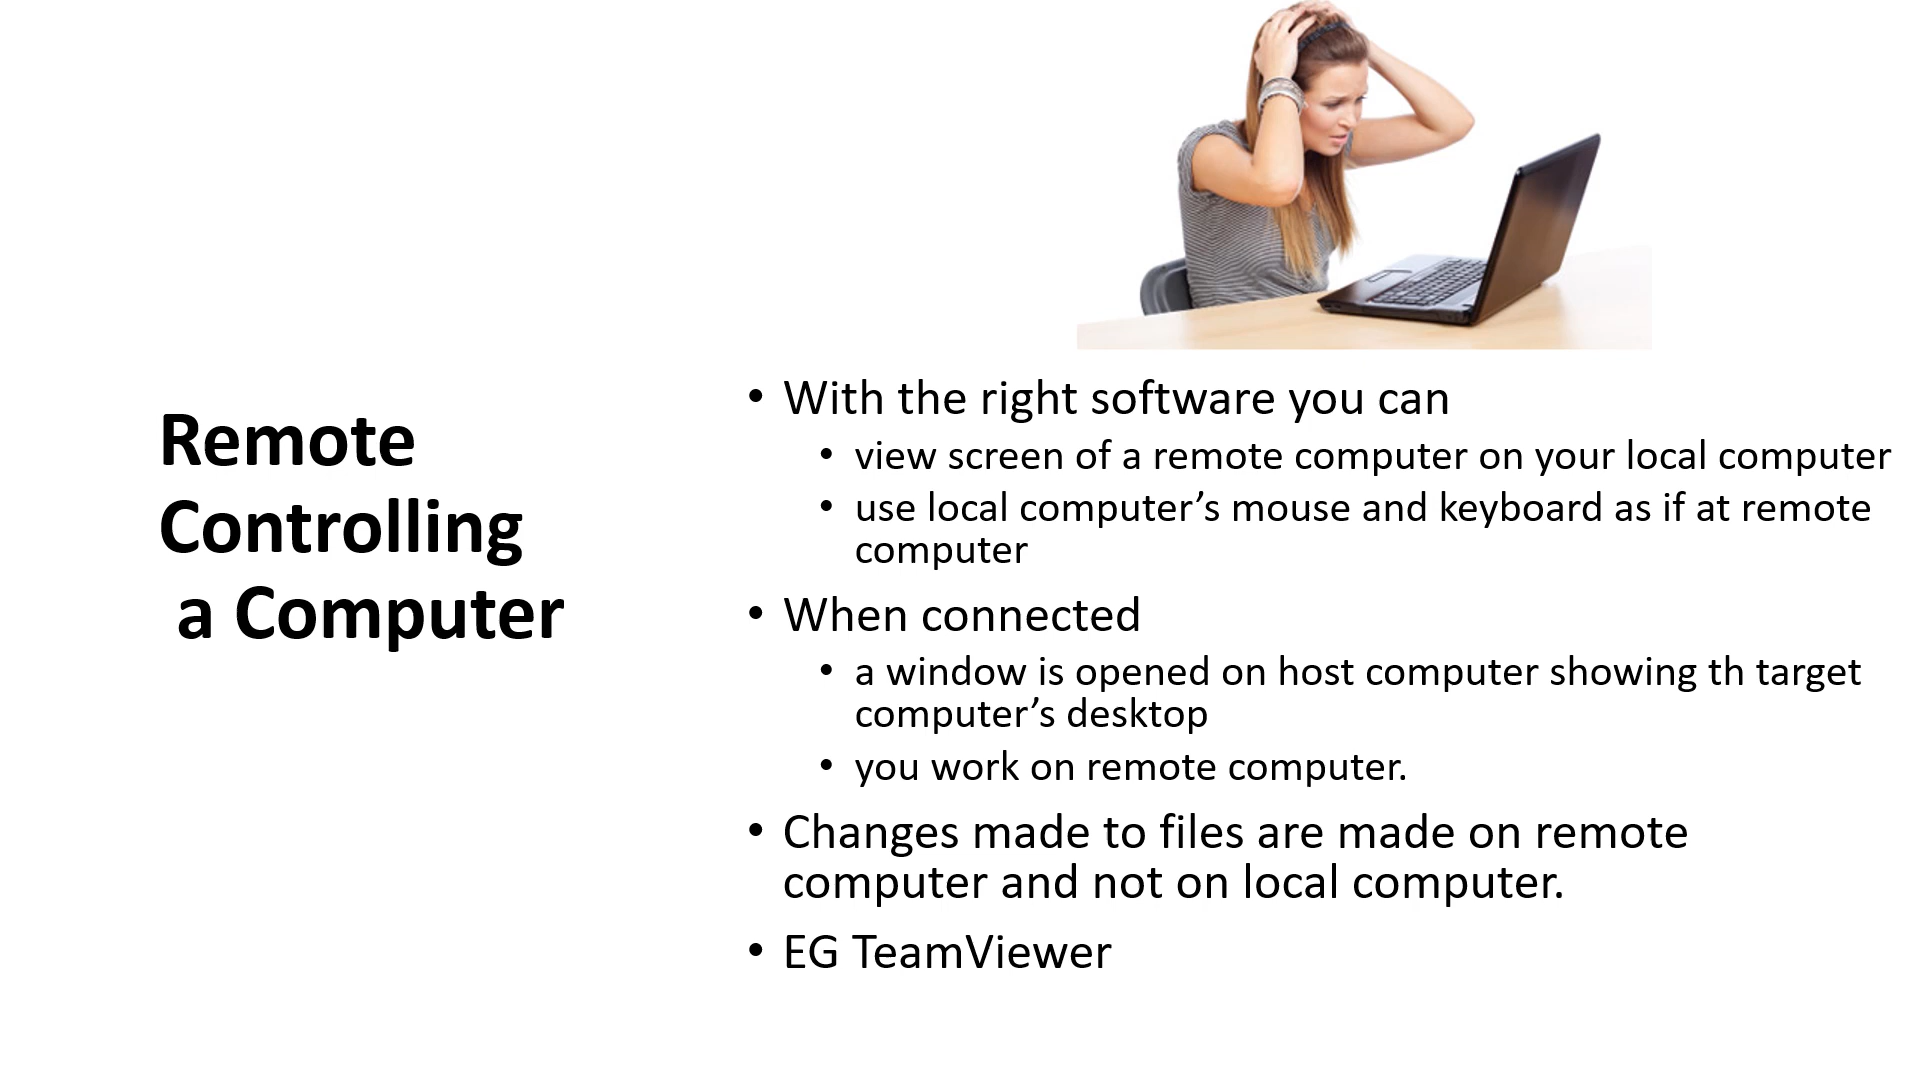 Remote
Controlling
a Computer
• With the right software you can
• view screen of a remote computer on your local computer
• use local computer’s mouse and keyboard as if at remote
computer
• When connected
• a window is opened on host computer showing th target
computer’s desktop
• you work on remote computer.
• Changes made to files are made on remote
computer and not on local computer.
• EG TeamViewer